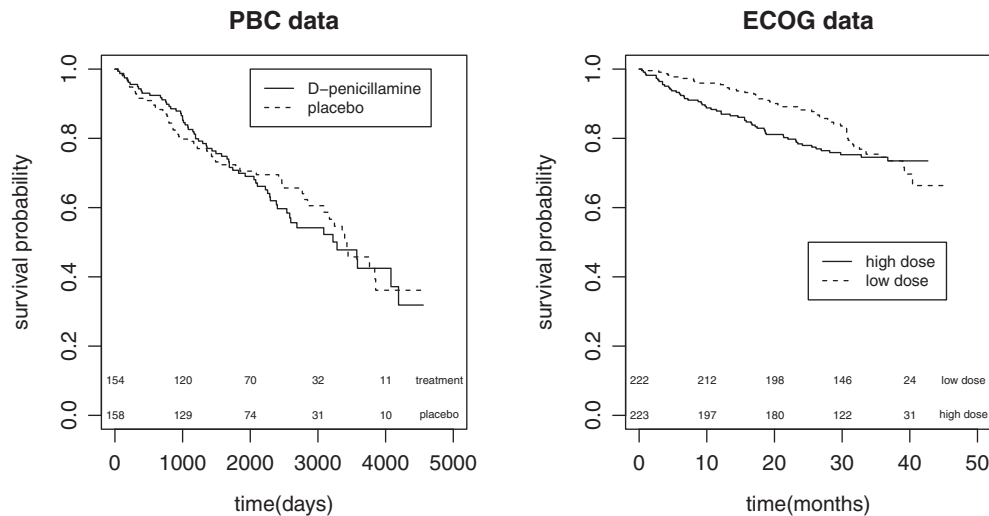 PBC data
survival probability
1.0
0.8
0.6
0.4
0.2
0.0
D−penicillamine
placebo
154 120 70 32 11 treatment
158 129 74 31 10 placebo
0 1000 2000 3000 4000 5000
time(days)
ECOG data
survival probability
1.0
0.8
0.6
0.4
0.2
0.0
high dose
low dose
222 212 198 146 24 low dose
223 197 180 122 31 high dose
0 10 20 30 40 50
time(months)